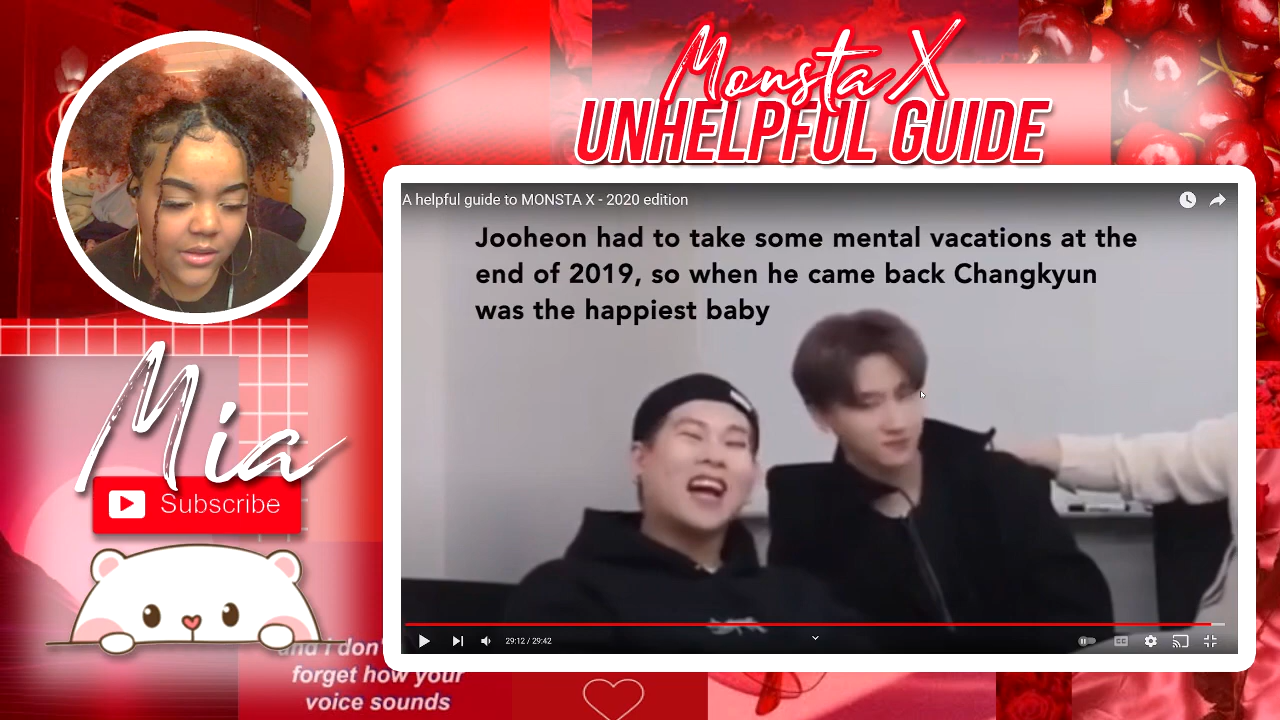 Monsta X
UNHELPFUL GUIDE
A helpful guide to MONSTA X - 2020 edition
Jooheon had to take some mental vacations at the
end of 2019, so when he came back Changkyun
was the happiest baby
Mia
Subscribe
29:12 / 29:42
CC
and i don't
forget how your
voice sounds